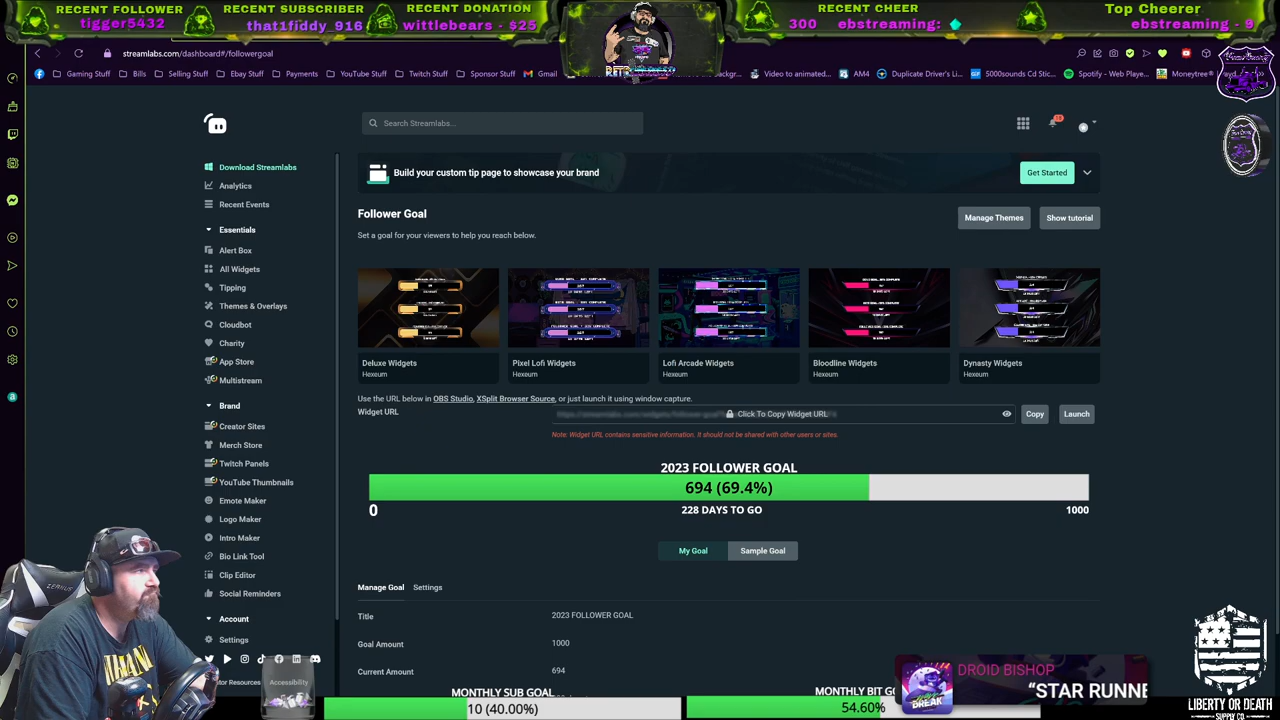 RECENT FOLLOWER
tigger5432
RECENT SUBSCRIBER
that1fiddy_916
RECENT DONATION
wittlebears - $25
RECENT CHEER
300 ebstreaming:
Top Cheerer
ebstreaming - 9
streamlabs.com/dashboard#/followergoal
Gaming Stuff
Bills
Selling Stuff
Ebay Stuff
Payments
YouTube Stuff
Twitch Stuff
Sponsor Stuff
Gmail
Video to animated...
AM4
Duplicate Driver's Li...
5000sounds Cd Stic...
Spotify - Web Playe...
Moneytree®
Search Streamlabs...
Download Streamlabs
Analytics
Recent Events
Essentials
Alert Box
All Widgets
Tipping
Themes & Overlays
Cloudbot
Charity
App Store
Multistream
Brand
Creator Sites
Merch Store
Twitch Panels
YouTube Thumbnails
Emote Maker
Logo Maker
Intro Maker
Bio Link Tool
Clip Editor
Social Reminders
Account
Settings
tor Resources
Accessibility
Build your custom tip page to showcase your brand
Get Started
Follower Goal
Set a goal for your viewers to help you reach below.
Manage Themes
Show tutorial
Deluxe Widgets
Hexeum
Pixel Lofi Widgets
Hexeum
Lofi Arcade Widgets
Hexeum
Bloodline Widgets
Hexeum
Dynasty Widgets
Hexeum
Use the URL below in OBS Studio, XSplit Browser Source, or just launch it using window capture.
Widget URL
Click To Copy Widget URL
Copy
Launch
Note: Widget URL contains sensitive information. It should not be shared with other users or sites.
2023 FOLLOWER GOAL
694 (69.4%)
0
228 DAYS TO GO
1000
My Goal
Sample Goal
Manage Goal
Settings
Title
2023 FOLLOWER GOAL
Goal Amount
1000
Current Amount
694
MONTHLY SUB GOAL
10 (40.00%)
MONTHLY BIT GO
54.60%
DROID BISHOP
"STAR RUNNE
LIBERTY OR DEATH
SUPPLY CO.